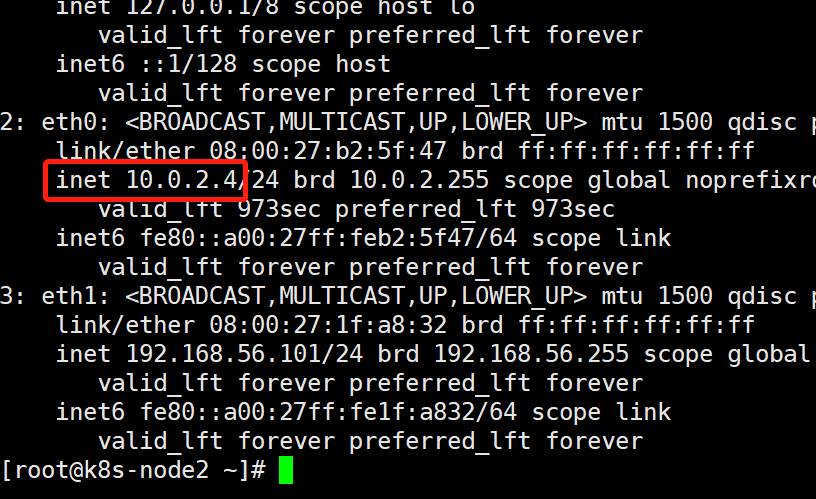 inet 127.0.0.1/8 scope host lo
valid_lft forever preferred_lft forever
inet6 ::1/128 scope host
valid_lft forever preferred_lft forever
2: eth0: <BROADCAST,MULTICAST,UP,LOWER_UP> mtu 1500 qdisc p
link/ether 08:00:27:b2:5f:47 brd ff:ff:ff:ff:ff:ff
inet 10.0.2.4/24 brd 10.0.2.255 scope global noprefixro
valid_lft 973sec preferred_lft 973sec
inet6 fe80::a00:27ff:feb2:5f47/64 scope link
valid_lft forever preferred_lft forever
3: eth1: <BROADCAST,MULTICAST,UP,LOWER_UP> mtu 1500 qdisc p
link/ether 08:00:27:1f:a8:32 brd ff:ff:ff:ff:ff:ff
inet 192.168.56.101/24 brd 192.168.56.255 scope global
valid_lft forever preferred_lft forever
inet6 fe80::a00:27ff:fe1f:a832/64 scope link
valid_lft forever preferred_lft forever
[root@k8s-node2 ~]#